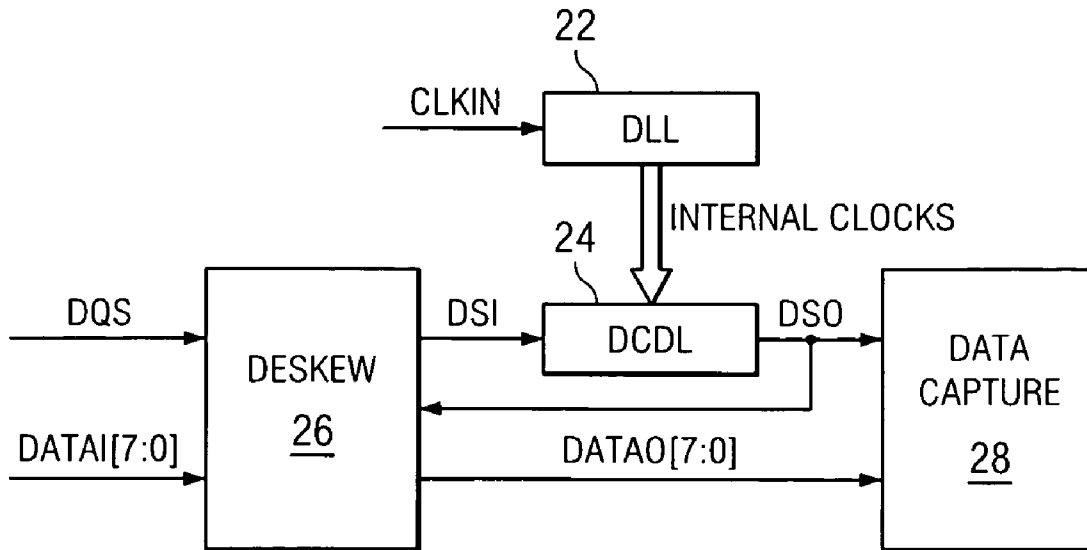 22
CLKIN
DLL
INTERNAL CLOCKS
24
DQS
DSI
DCDL
DSO
DESKEW
26
DATA
CAPTURE
28
DATAI[7:0]
DATAO[7:0]